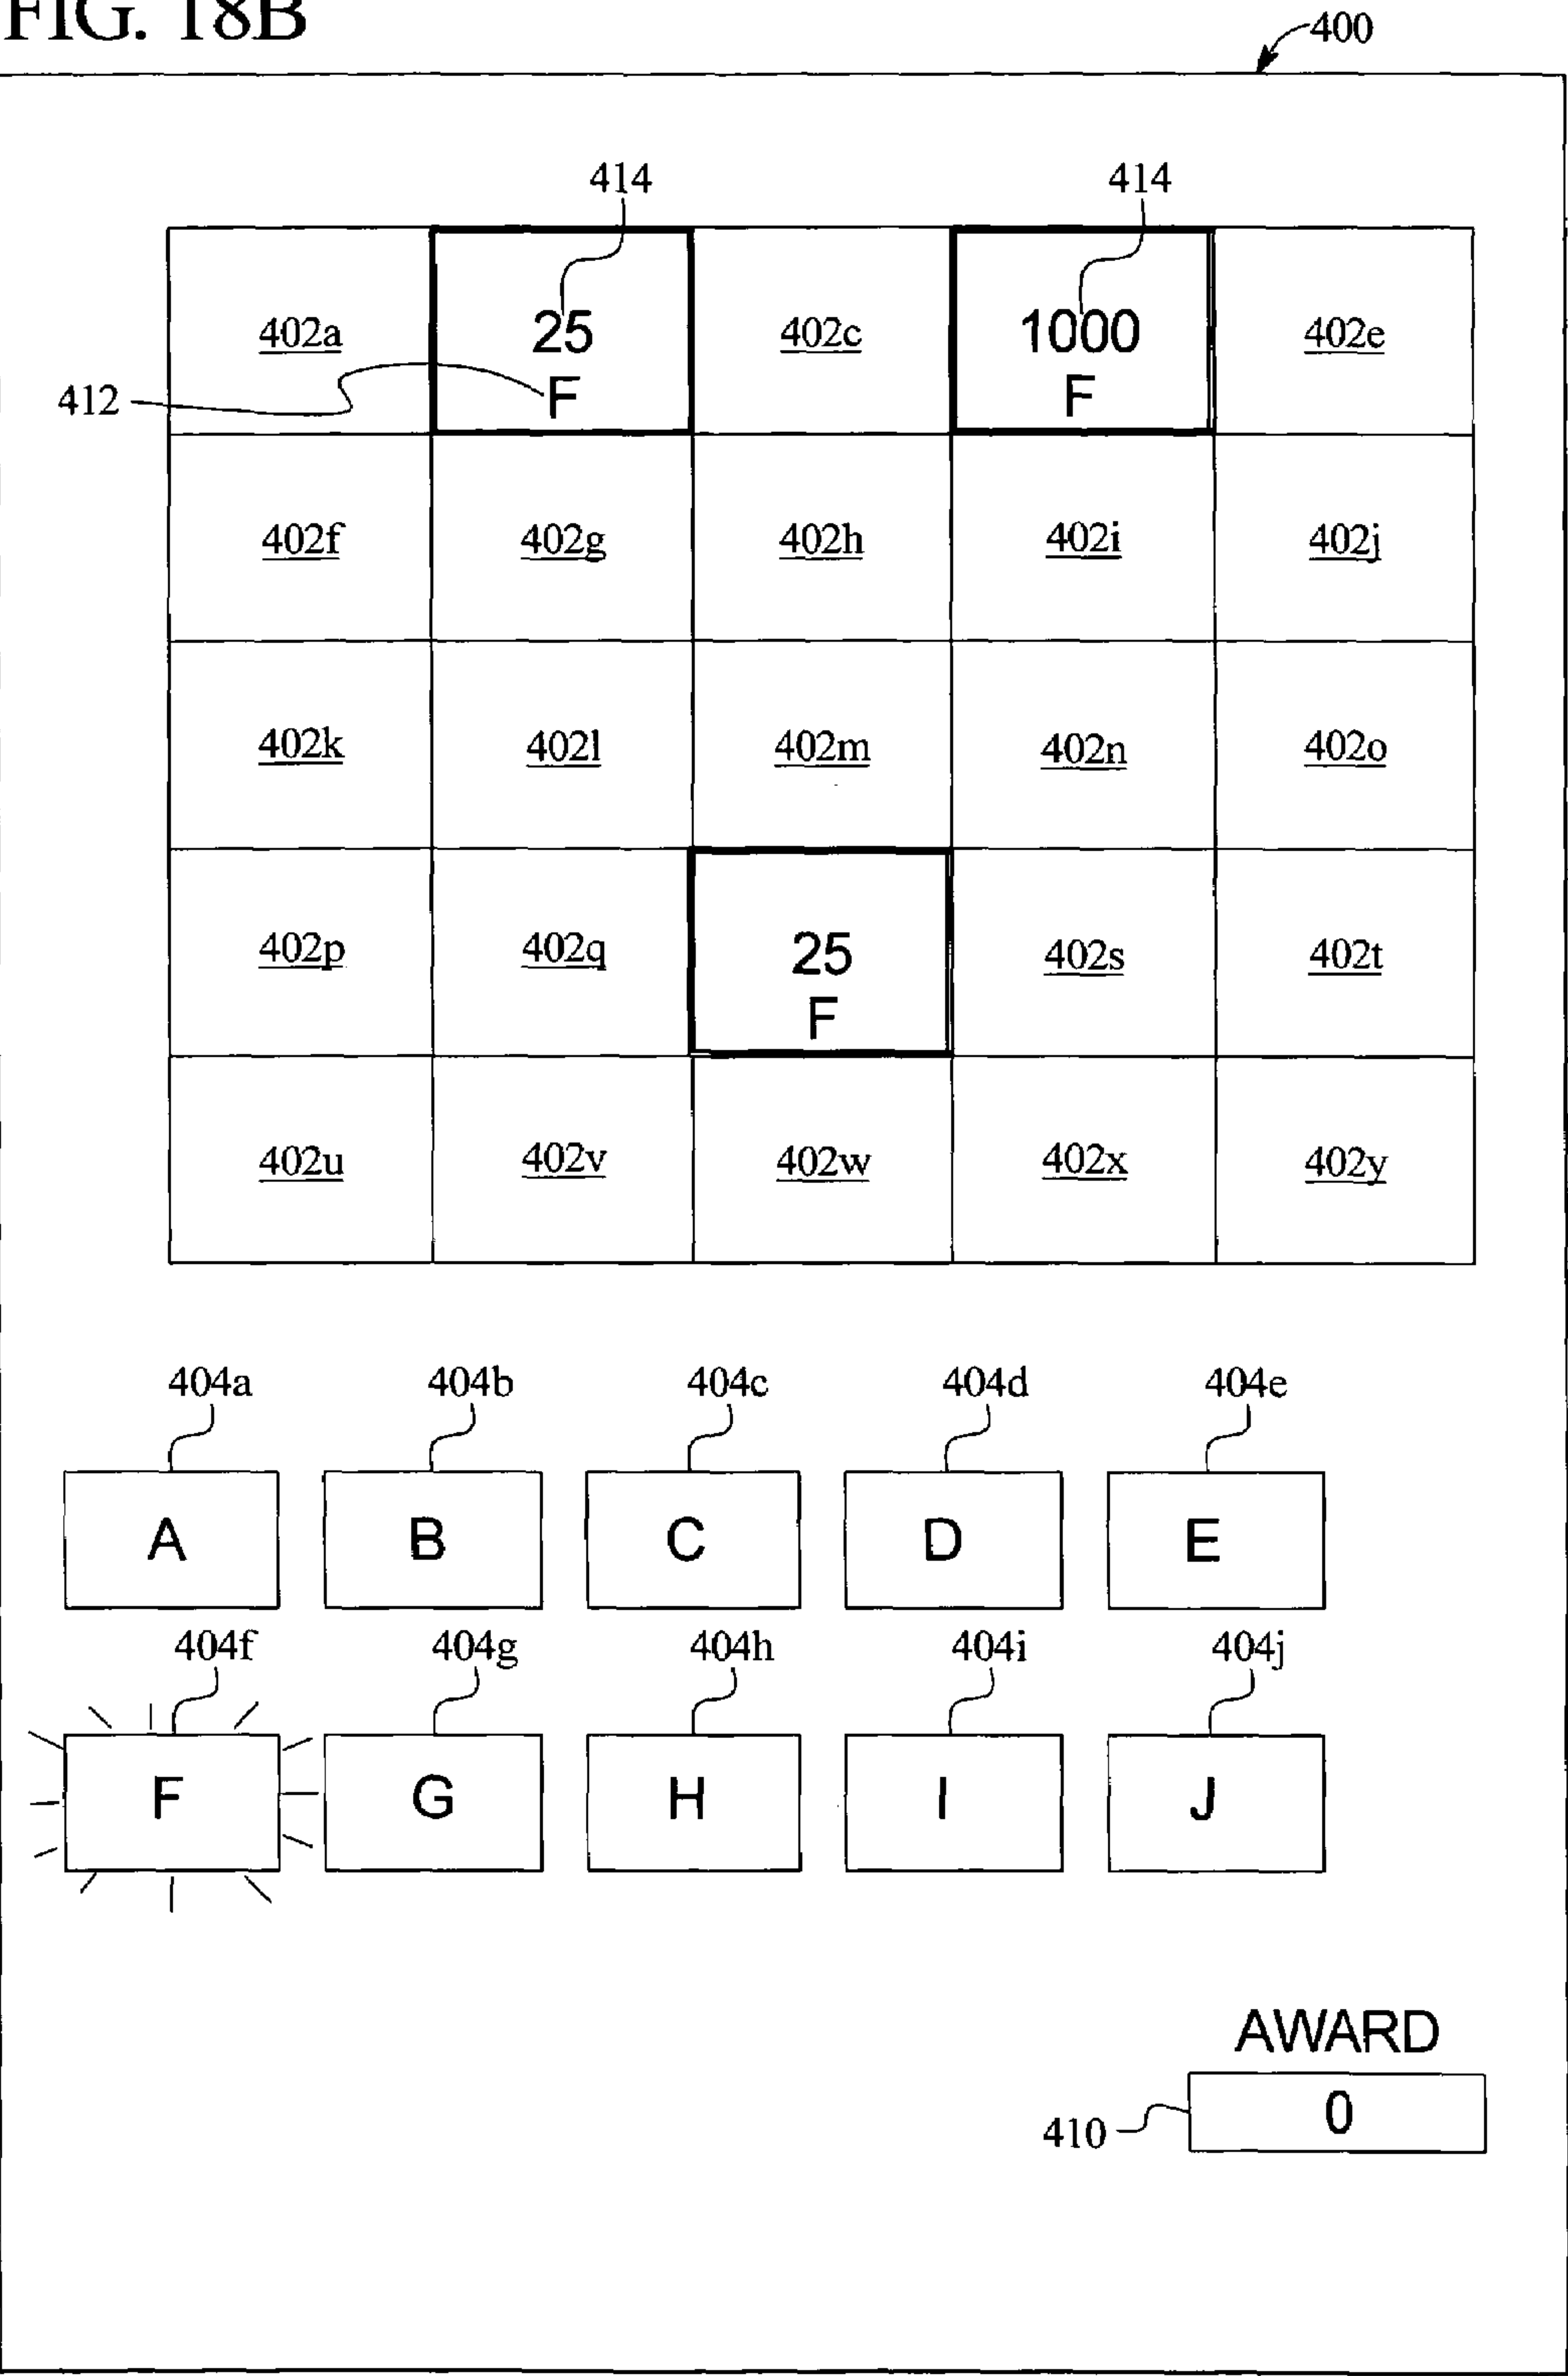 FIG. 18B
400
414 414
402a 25 402c 1000 402e
412 F F
402f 402g 402h 402i 402j
402k 402l 402m 402n 402o
402p 402q 25 402s 402t
F
402u 402v 402w 402x 402y
404a 404b 404c 404d 404e
A B C D E
404f 404g 404h 404i 404j
F G H I J
AWARD
410 0